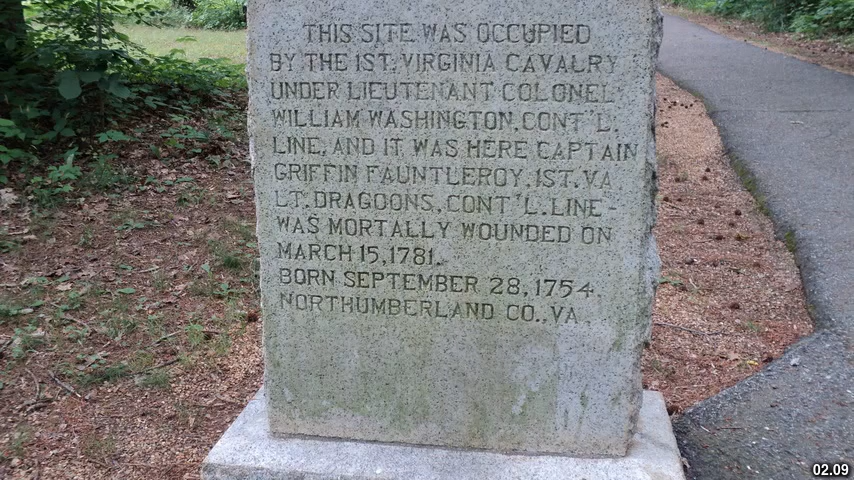 THIS SITE WAS OCCUPIED
BY THE 1ST. VIRGINIA CAVALRY
UNDER LIEUTENANT COLONEL
WILLIAM WASHINGTON, CONT'L.
LINE, AND IT WAS HERE CAPTAIN
GRIFFIN FAUNTLEROY, 1ST. VA.
LT. DRAGOONS, CONT'L. LINE-
WAS MORTALLY WOUNDED ON
MARCH 15, 1781.
BORN SEPTEMBER 28, 1754.
NORTHUMBERLAND CO., VA.
02.09